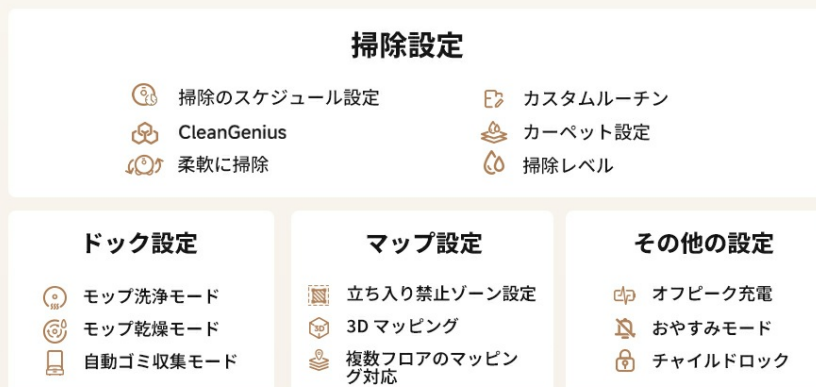 掃除設定
掃除のスケジュール設定
カスタムルーチン
CleanGenius
カーペット設定
柔軟に掃除
掃除レベル
ドック設定
モップ洗浄モード
モップ乾燥モード
自動ゴミ収集モード
マップ設定
立ち入り禁止ゾーン設定
3D
3D マッピング
複数フロアのマッピン
グ対応
その他の設定
オフピーク充電
おやすみモード
チャイルドロック